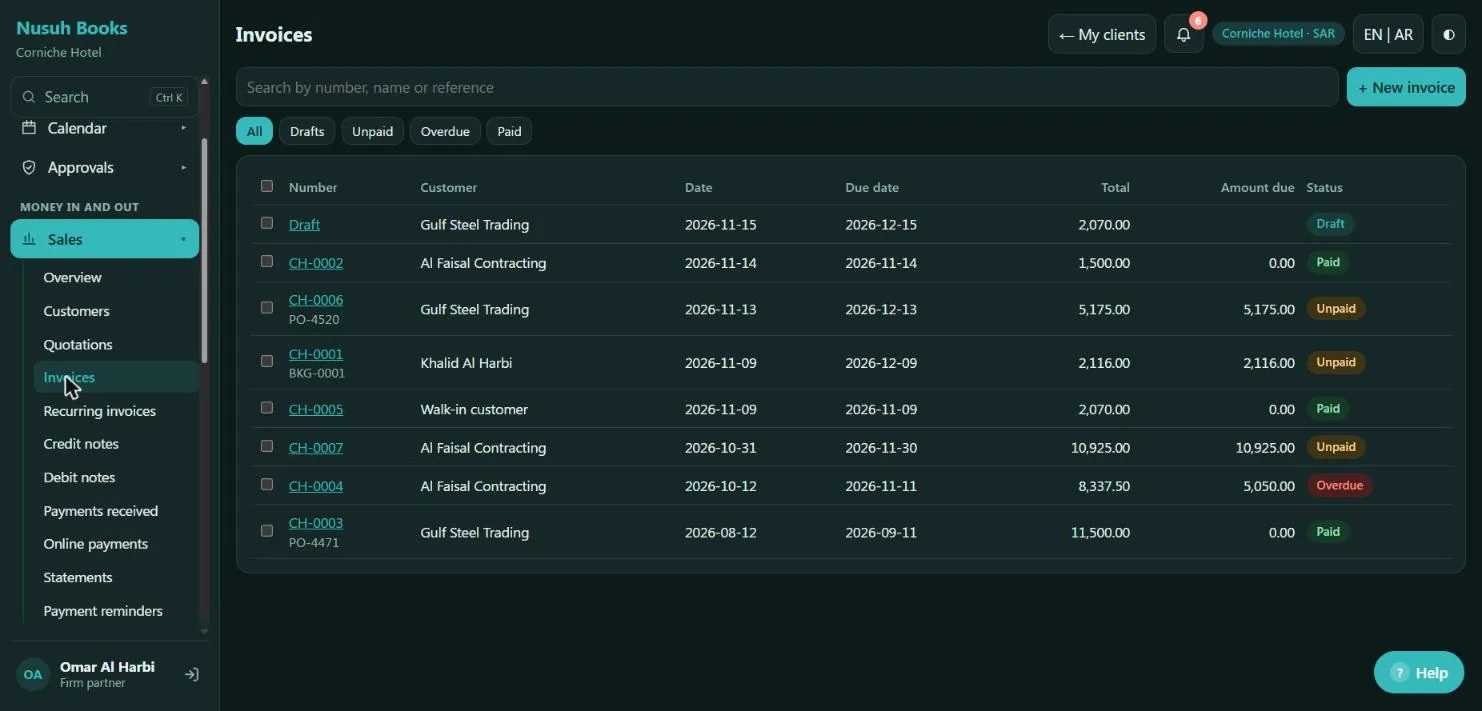 Nusuh Books
Corniche Hotel
Search Ctrl K
Calendar
Approvals
MONEY IN AND OUT
Sales
Overview
Customers
Quotations
Invoices
Recurring invoices
Credit notes
Debit notes
Payments received
Online payments
Statements
Payment reminders
OA
Omar Al Harbi
Firm partner
Invoices
← My clients
6
Corniche Hotel · SAR
EN | AR
Search by number, name or reference
+ New invoice
All Drafts Unpaid Overdue Paid
Number Customer Date Due date Total Amount due Status
Draft Gulf Steel Trading 2026-11-15 2026-12-15 2,070.00 Draft
CH-0002 Al Faisal Contracting 2026-11-14 2026-11-14 1,500.00 0.00 Paid
CH-0006 Gulf Steel Trading 2026-11-13 2026-12-13 5,175.00 5,175.00 Unpaid
PO-4520
CH-0001 Khalid Al Harbi 2026-11-09 2026-12-09 2,116.00 2,116.00 Unpaid
BKG-0001
CH-0005 Walk-in customer 2026-11-09 2026-11-09 2,070.00 0.00 Paid
CH-0007 Al Faisal Contracting 2026-10-31 2026-11-30 10,925.00 10,925.00 Unpaid
CH-0004 Al Faisal Contracting 2026-10-12 2026-11-11 8,337.50 5,050.00 Overdue
CH-0003 Gulf Steel Trading 2026-08-12 2026-09-11 11,500.00 0.00 Paid
PO-4471
? Help